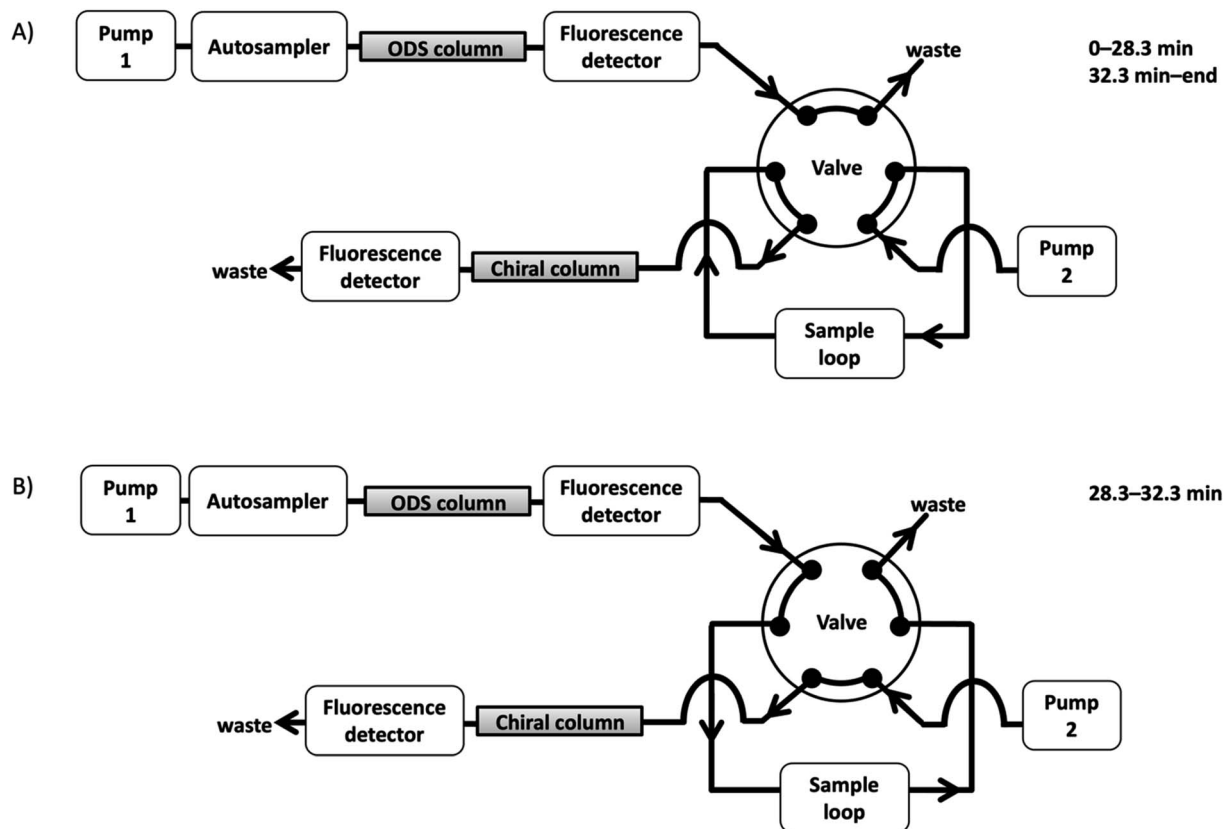 A)
Pump
1
Autosampler
ODS column
Fluorescence
detector
waste
0–28.3 min
32.3 min–end
Valve
waste
Fluorescence
detector
Chiral column
Pump
2
Sample
loop
B)
Pump
1
Autosampler
ODS column
Fluorescence
detector
waste
28.3–32.3 min
Valve
waste
Fluorescence
detector
Chiral column
Pump
2
Sample
loop